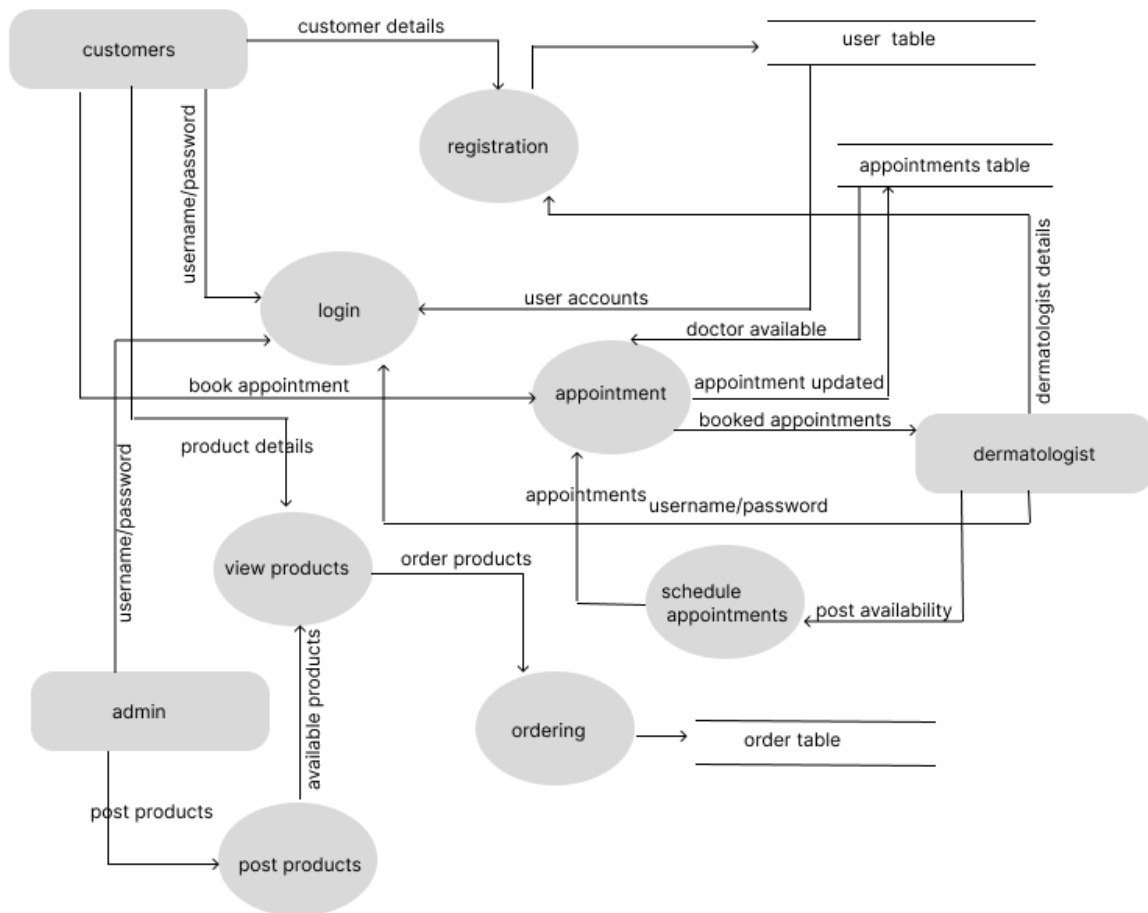 customer details
user table
customers
registration
appointments table
username/password
dermatologist details
user accounts
login
doctor available
book appointment
appointment updated
appointment
booked appointments
product details
dermatologist
username/password
appointments
username/password
order products
view products
schedule
appointments
post availability
available products
admin
ordering
order table
post products
post products